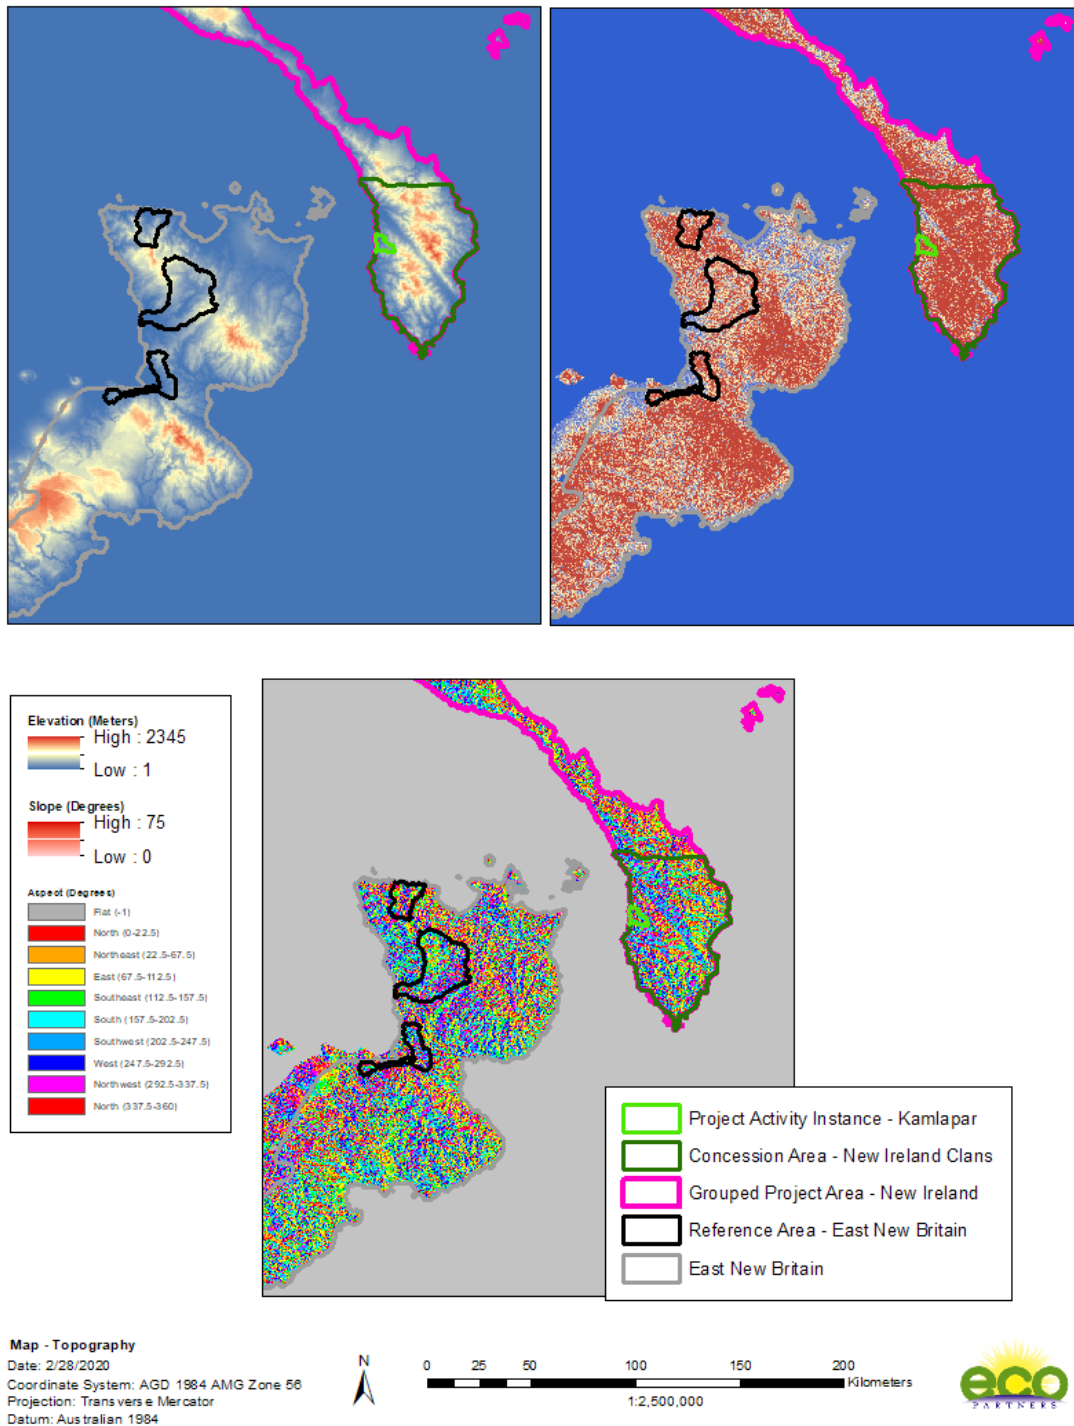 Elevation (Meters)
High : 2345
Low : 1
Slope (Degrees)
High : 75
Low : 0
Aspect (Degrees)
Flat (-1)
North (0-22.5)
Northeast (22.5-67.5)
East (67.5-112.5)
Southeast (112.5-157.5)
South (157.5-202.5)
Southwest (202.5-247.5)
West (247.5-292.5)
Northwest (292.5-337.5)
North (337.5-360)
Project Activity Instance - Kamlapar
Concession Area - New Ireland Clans
Grouped Project Area - New Ireland
Reference Area - East New Britain
East New Britain
Map - Topography
Date: 2/28/2020
Coordinate System: AGD 1984 AMG Zone 56
Projection: Transverse Mercator
Datum: Australian 1984
N
0 25 50 100 150 200
Kilometers
1:2,500,000
eco
PARTNERS